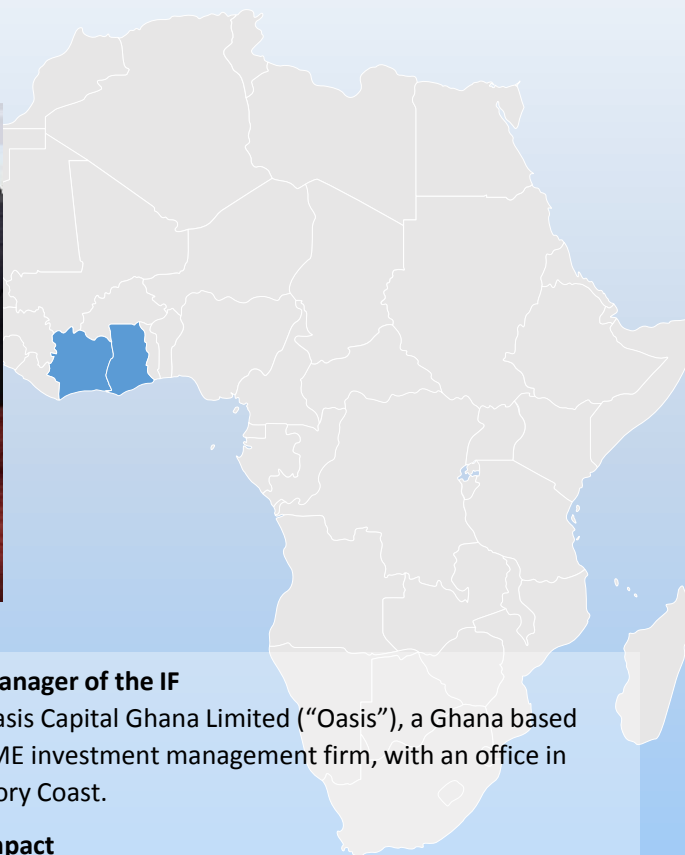 anager of the IF
asis Capital Ghana Limited (“Oasis”), a Ghana based
ME investment management firm, with an office in
ory Coast.
npact